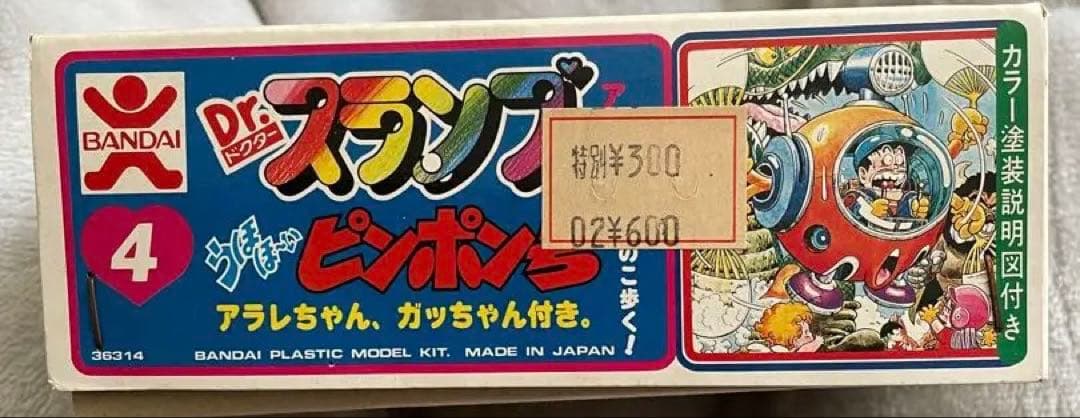 BANDAI
Dr.
ドクター
スランプ
ア
特別¥300
02¥600
4
うほほ〜い
ピンポン
のこ歩く!
アラレちゃん、ガッちゃん付き。
36314
BANDAI PLASTIC MODEL KIT. MADE IN JAPAN
カラー塗装説明図付き